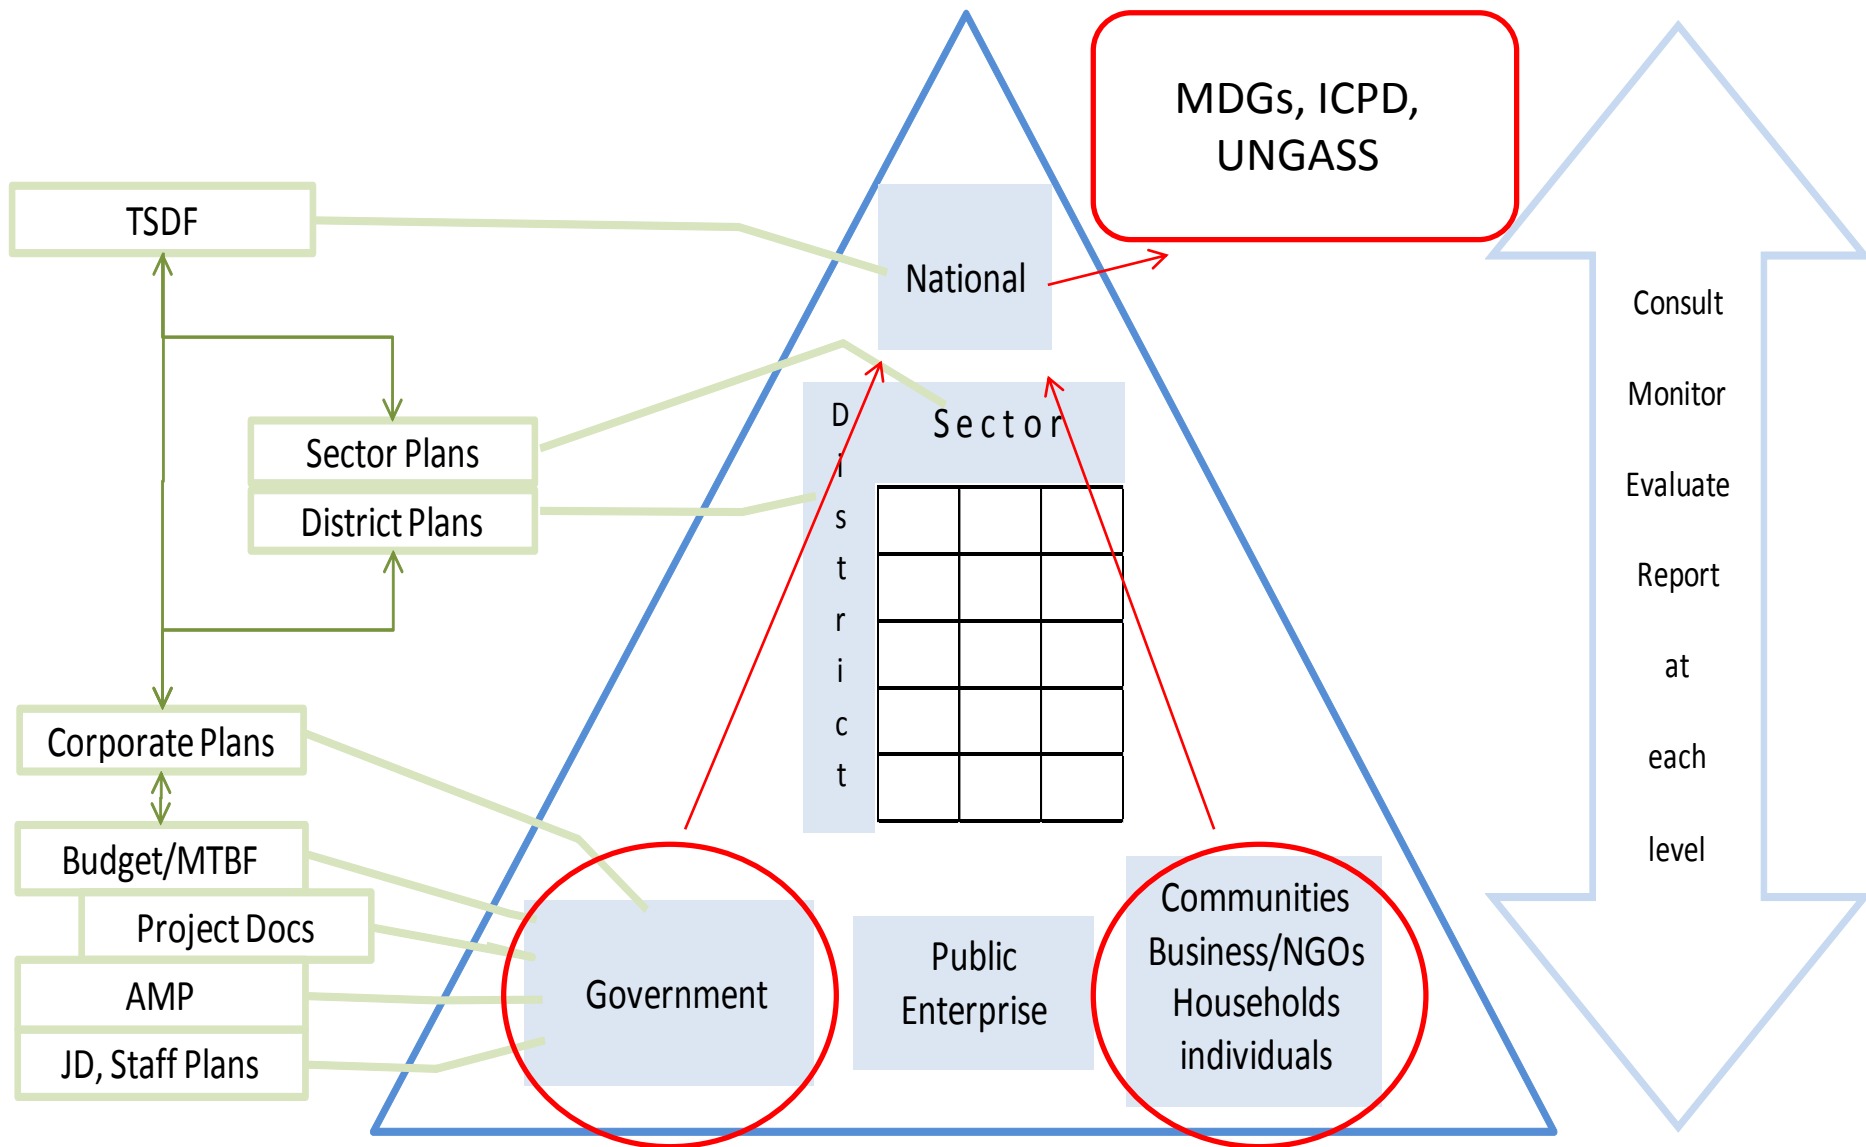 MDGs, ICPD,
UNGASS
TSDF
National
Sector Plans
District Plans
Sector
District
Corporate Plans
Budget/MTBF
Project Docs
AMP
JD, Staff Plans
Government
Public
Enterprise
Communities
Business/NGOs
Households
individuals
Consult
Monitor
Evaluate
Report
at
each
level